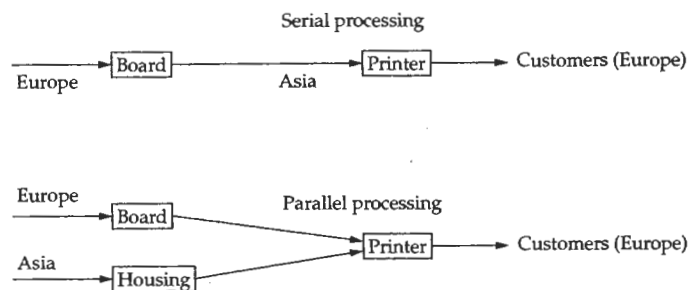 Serial processing
Board
Printer
Customers (Europe)
Europe
Asia
Europe
Parallel processing
Board
Printer
Customers (Europe)
Asia
Housing